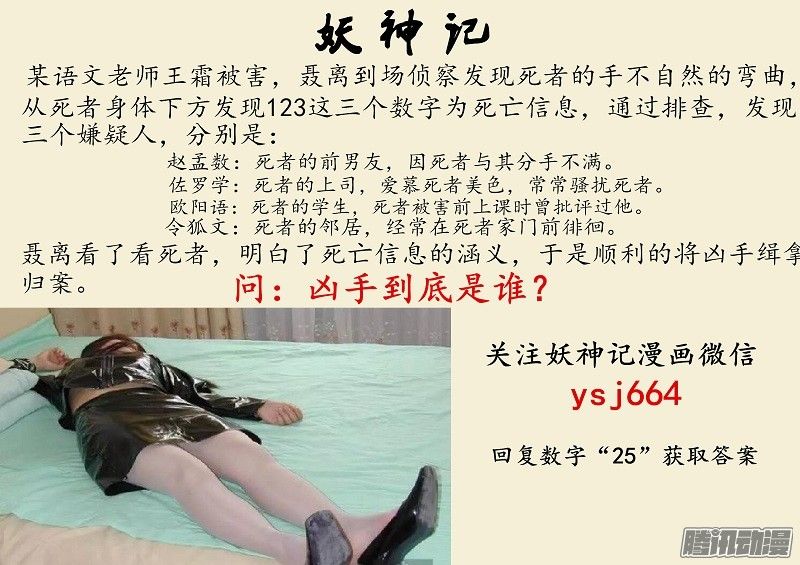 妖神记
某语文老师王霜被害，聂离到场侦察发现死者的手不自然的弯曲，
从死者身体下方发现123这三个数字为死亡信息，通过排查，发现
三个嫌疑人，分别是：
赵孟数：死者的前男友，因死者与其分手不满。
佐罗学：死者的上司，爱慕死者美色，常常骚扰死者。
欧阳语：死者的学生，死者被害前上课时曾批评过他。
令狐文：死者的邻居，经常在死者家门前徘徊。
聂离看了看死者，明白了死亡信息的涵义，于是顺利的将凶手缉拿
归案。
问：凶手到底是谁？
关注妖神记漫画微信
ysj664
回复数字“25”获取答案
腾讯动漫